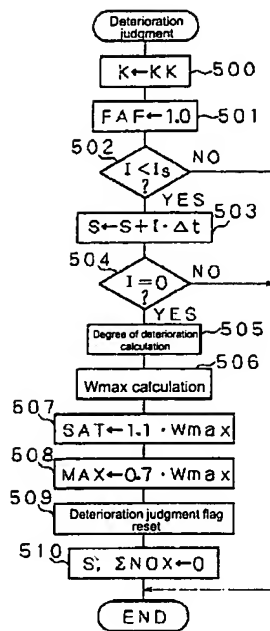 Deterioration
judgment
K←KK
500
FAF←1.0
501
502
I<Is
?
NO
YES
503
S←S+I·Δt
504
I=0
?
NO
YES
505
Degree of deterioration
calculation
506
Wmax calculation
507
SAT←1.1·Wmax
508
MAX←0.7·Wmax
509
Deterioration judgment flag
reset
510
S, ΣNOX←0
END